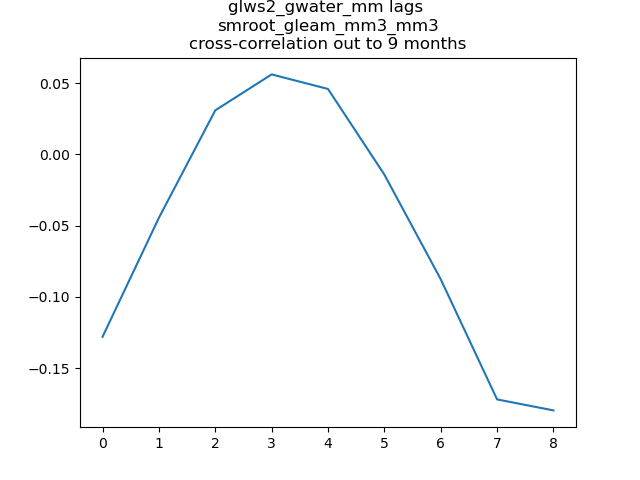 glws2_gwater_mm lags
smroot_gleam_mm3_mm3
cross-correlation out to 9 months
0.05
0.00
−0.05
−0.10
−0.15
0 1 2 3 4 5 6 7 8